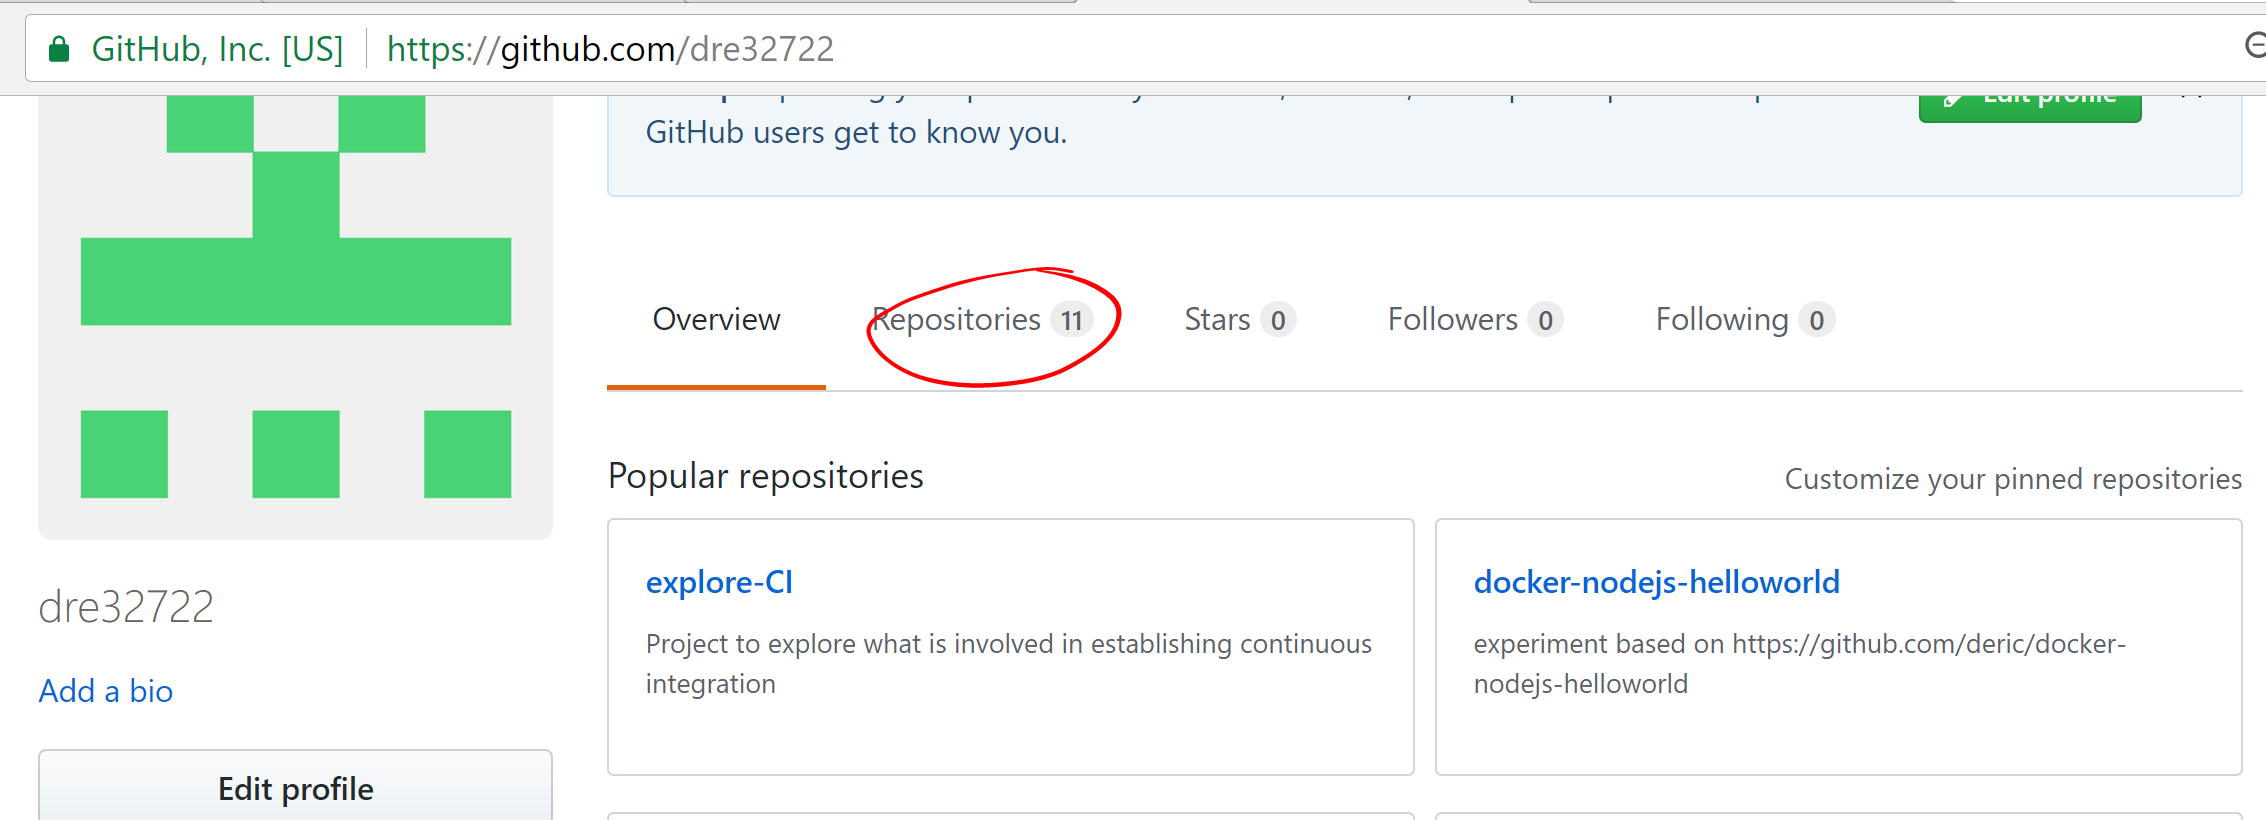 GitHub, Inc. [US] https://github.com/dre32722
GitHub users get to know you.
Edit profile
Overview Repositories 11 Stars 0 Followers 0 Following 0
Popular repositories
Customize your pinned repositories
explore-CI
Project to explore what is involved in establishing continuous
integration
docker-nodejs-helloworld
experiment based on https://github.com/deric/docker-
nodejs-helloworld
dre32722
Add a bio
Edit profile